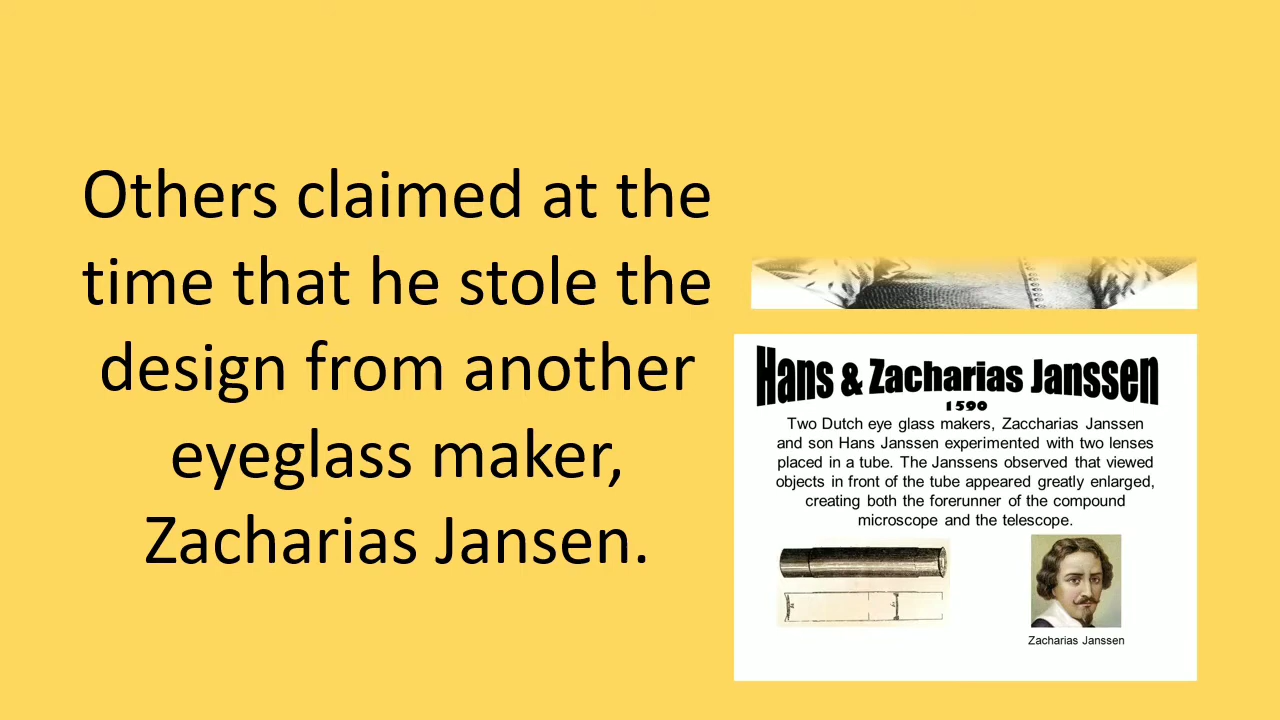 Others claimed at the
time that he stole the
design from another
eyeglass maker,
Zacharias Jansen.
Hans & Zacharias Janssen
1590
Two Dutch eye glass makers, Zaccharias Janssen
and son Hans Janssen experimented with two lenses
placed in a tube. The Janssens observed that viewed
objects in front of the tube appeared greatly enlarged,
creating both the forerunner of the compound
microscope and the telescope.
Zacharias Janssen